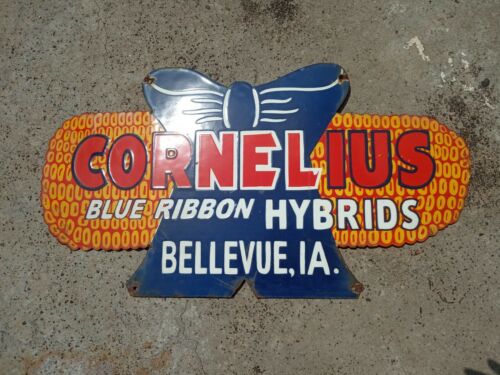 CORNELIUS
BLUE RIBBON HYBRIDS
BELLEVUE, IA.